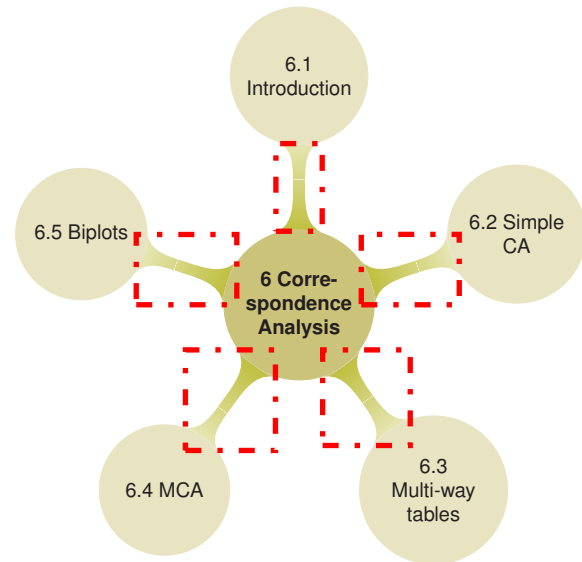 6.1
Introduction
6.2 Simple
CA
6.3
Multi-way
tables
6.4 MCA
6.5 Biplots
6 Corre-
spondence
Analysis